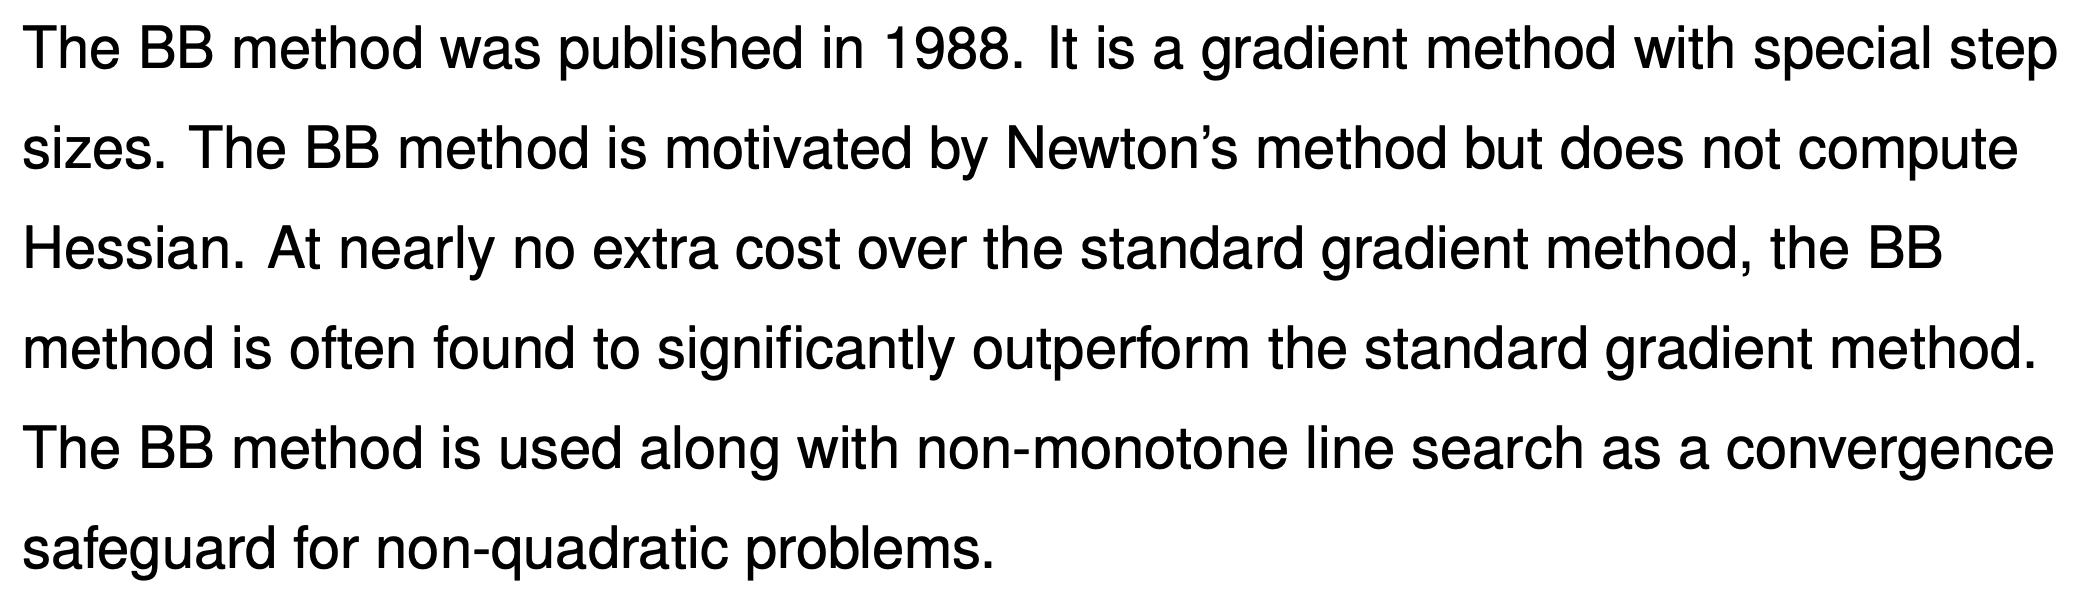 The BB method was published in 1988. It is a gradient method with special step
sizes. The BB method is motivated by Newton’s method but does not compute
Hessian. At nearly no extra cost over the standard gradient method, the BB
method is often found to significantly outperform the standard gradient method.
The BB method is used along with non-monotone line search as a convergence
safeguard for non-quadratic problems.